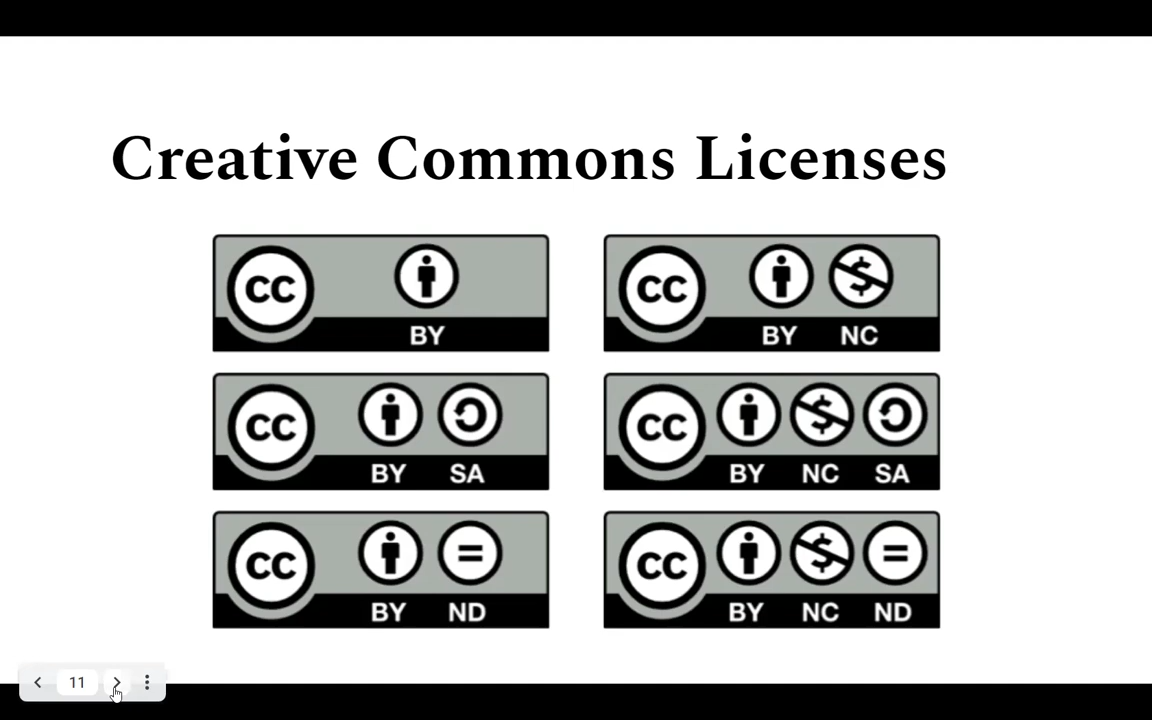 Creative Commons Licenses
CC BY
CC BY NC
CC BY SA
CC BY NC SA
CC BY ND
CC BY NC ND
11